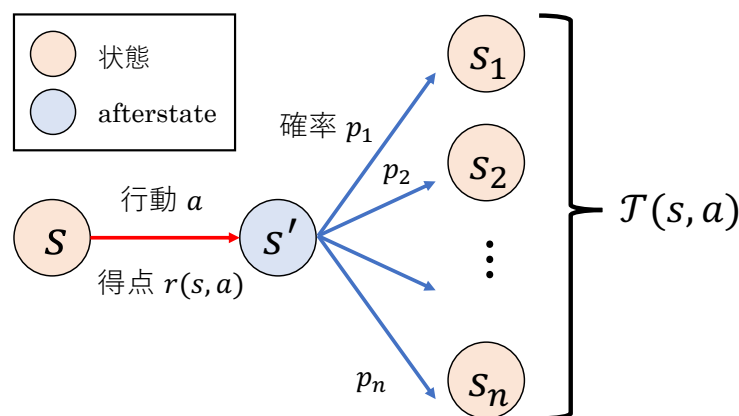 状態
afterstate
s
行動 a
得点 r(s, a)
s′
確率 p₁
p₂
pₙ
s₁
s₂
⋮
sₙ
𝒯(s, a)